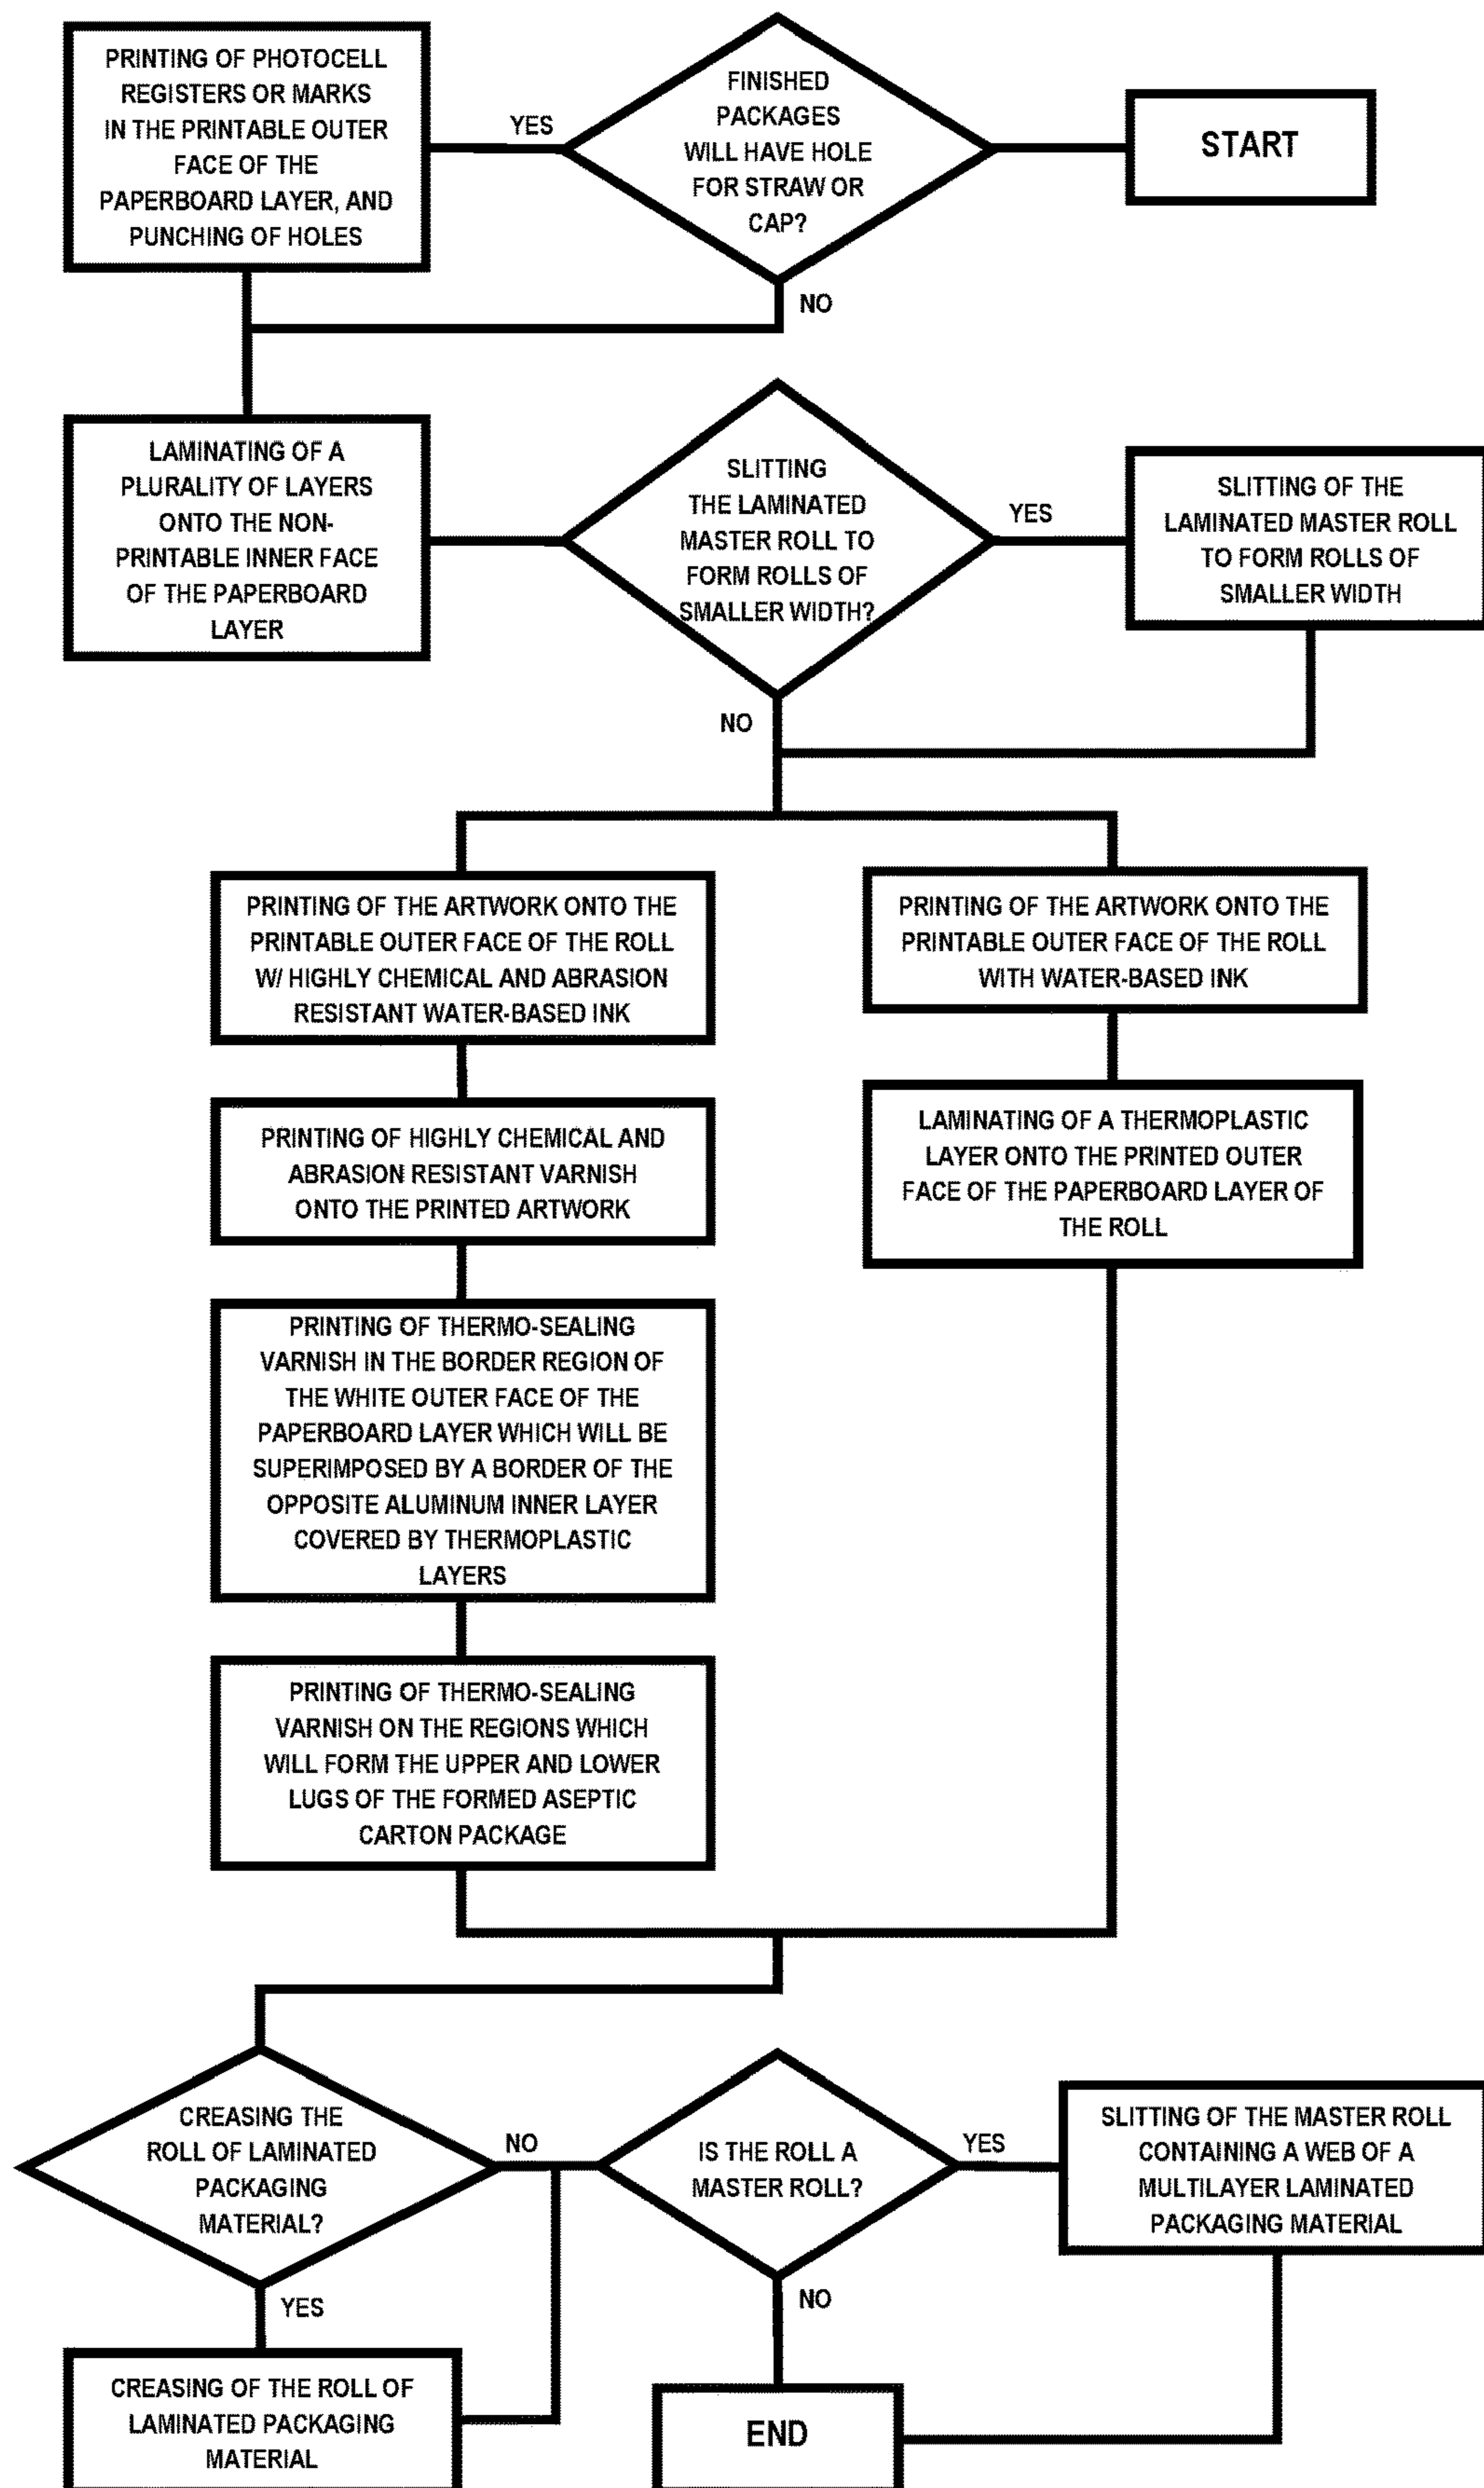 PRINTING OF PHOTOCELL
REGISTERS OR MARKS
IN THE PRINTABLE OUTER
FACE OF THE
PAPERBOARD LAYER, AND
PUNCHING OF HOLES
YES
FINISHED
PACKAGES
WILL HAVE HOLE
FOR STRAW OR
CAP?
START
NO
LAMINATING OF A
PLURALITY OF LAYERS
ONTO THE NON-
PRINTABLE INNER FACE
OF THE PAPERBOARD
LAYER
SLITTING
THE LAMINATED
MASTER ROLL TO
FORM ROLLS OF
SMALLER WIDTH?
YES
SLITTING OF THE
LAMINATED MASTER ROLL
TO FORM ROLLS OF
SMALLER WIDTH
NO
PRINTING OF THE ARTWORK ONTO THE
PRINTABLE OUTER FACE OF THE ROLL
W/ HIGHLY CHEMICAL AND ABRASION
RESISTANT WATER-BASED INK
PRINTING OF THE ARTWORK ONTO THE
PRINTABLE OUTER FACE OF THE ROLL
WITH WATER-BASED INK
PRINTING OF HIGHLY CHEMICAL AND
ABRASION RESISTANT VARNISH
ONTO THE PRINTED ARTWORK
LAMINATING OF A THERMOPLASTIC
LAYER ONTO THE PRINTED OUTER
FACE OF THE PAPERBOARD LAYER OF
THE ROLL
PRINTING OF THERMO-SEALING
VARNISH IN THE BORDER REGION OF
THE WHITE OUTER FACE OF THE
PAPERBOARD LAYER WHICH WILL BE
SUPERIMPOSED BY A BORDER OF THE
OPPOSITE ALUMINUM INNER LAYER
COVERED BY THERMOPLASTIC
LAYERS
PRINTING OF THERMO-SEALING
VARNISH ON THE REGIONS WHICH
WILL FORM THE UPPER AND LOWER
LUGS OF THE FORMED ASEPTIC
CARTON PACKAGE
CREASING THE
ROLL OF LAMINATED
PACKAGING
MATERIAL?
NO
IS THE ROLL A
MASTER ROLL?
YES
SLITTING OF THE MASTER ROLL
CONTAINING A WEB OF A
MULTILAYER LAMINATED
PACKAGING MATERIAL
YES
NO
CREASING OF THE ROLL OF
LAMINATED PACKAGING
MATERIAL
END